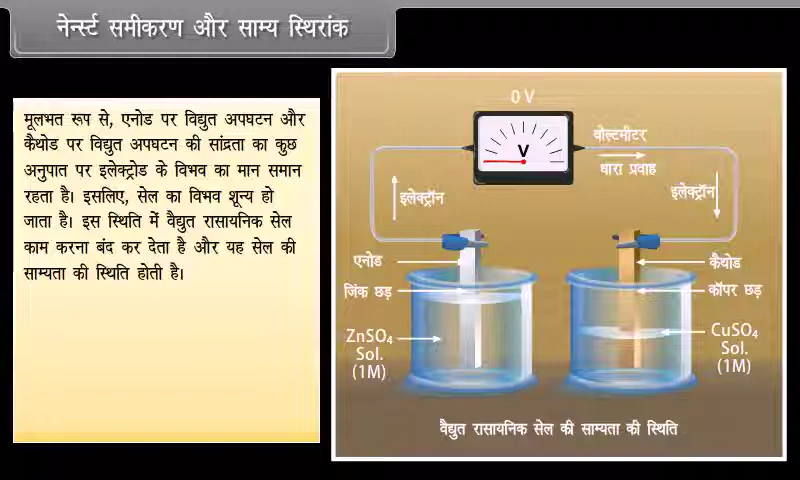 नेर्न्स्ट समीकरण और साम्य स्थिरांक
मूलभत रूप से, एनोड पर विद्युत अपघटन और
कैथोड पर विद्युत अपघटन की सांद्रता का कुछ
अनुपात पर इलेक्ट्रोड के विभव का मान समान
रहता है। इसलिए, सेल का विभव शून्य हो
जाता है। इस स्थिति में वैद्युत रासायनिक सेल
काम करना बंद कर देता है और यह सेल की
साम्यता की स्थिति होती है।
0 V
V
वोल्टमीटर
धारा प्रवाह
इलेक्ट्रॉन
इलेक्ट्रॉन
एनोड
कैथोड
जिंक छड़
कॉपर छड़
ZnSO₄
Sol.
(1M)
CuSO₄
Sol.
(1M)
वैद्युत रासायनिक सेल की साम्यता की स्थिति